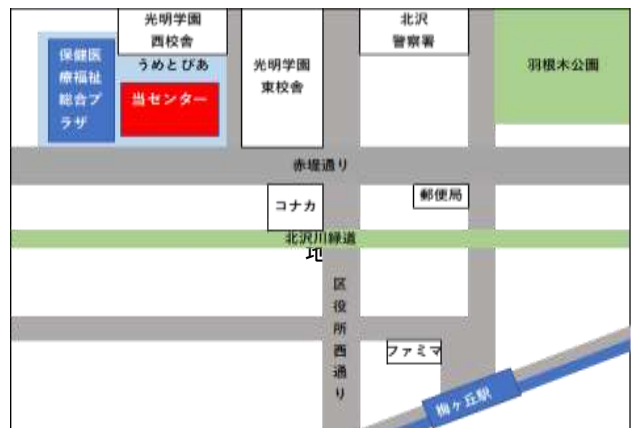 光明学園
西校舎
北沢
警察署
保健医
療福祉
総合プ
ラザ
うめとぴあ
当センター
光明学園
東校舎
羽根木公園
赤堤通り
コナカ
郵便局
北沢川緑道
地
区役所西通り
ファミマ
梅ヶ丘駅